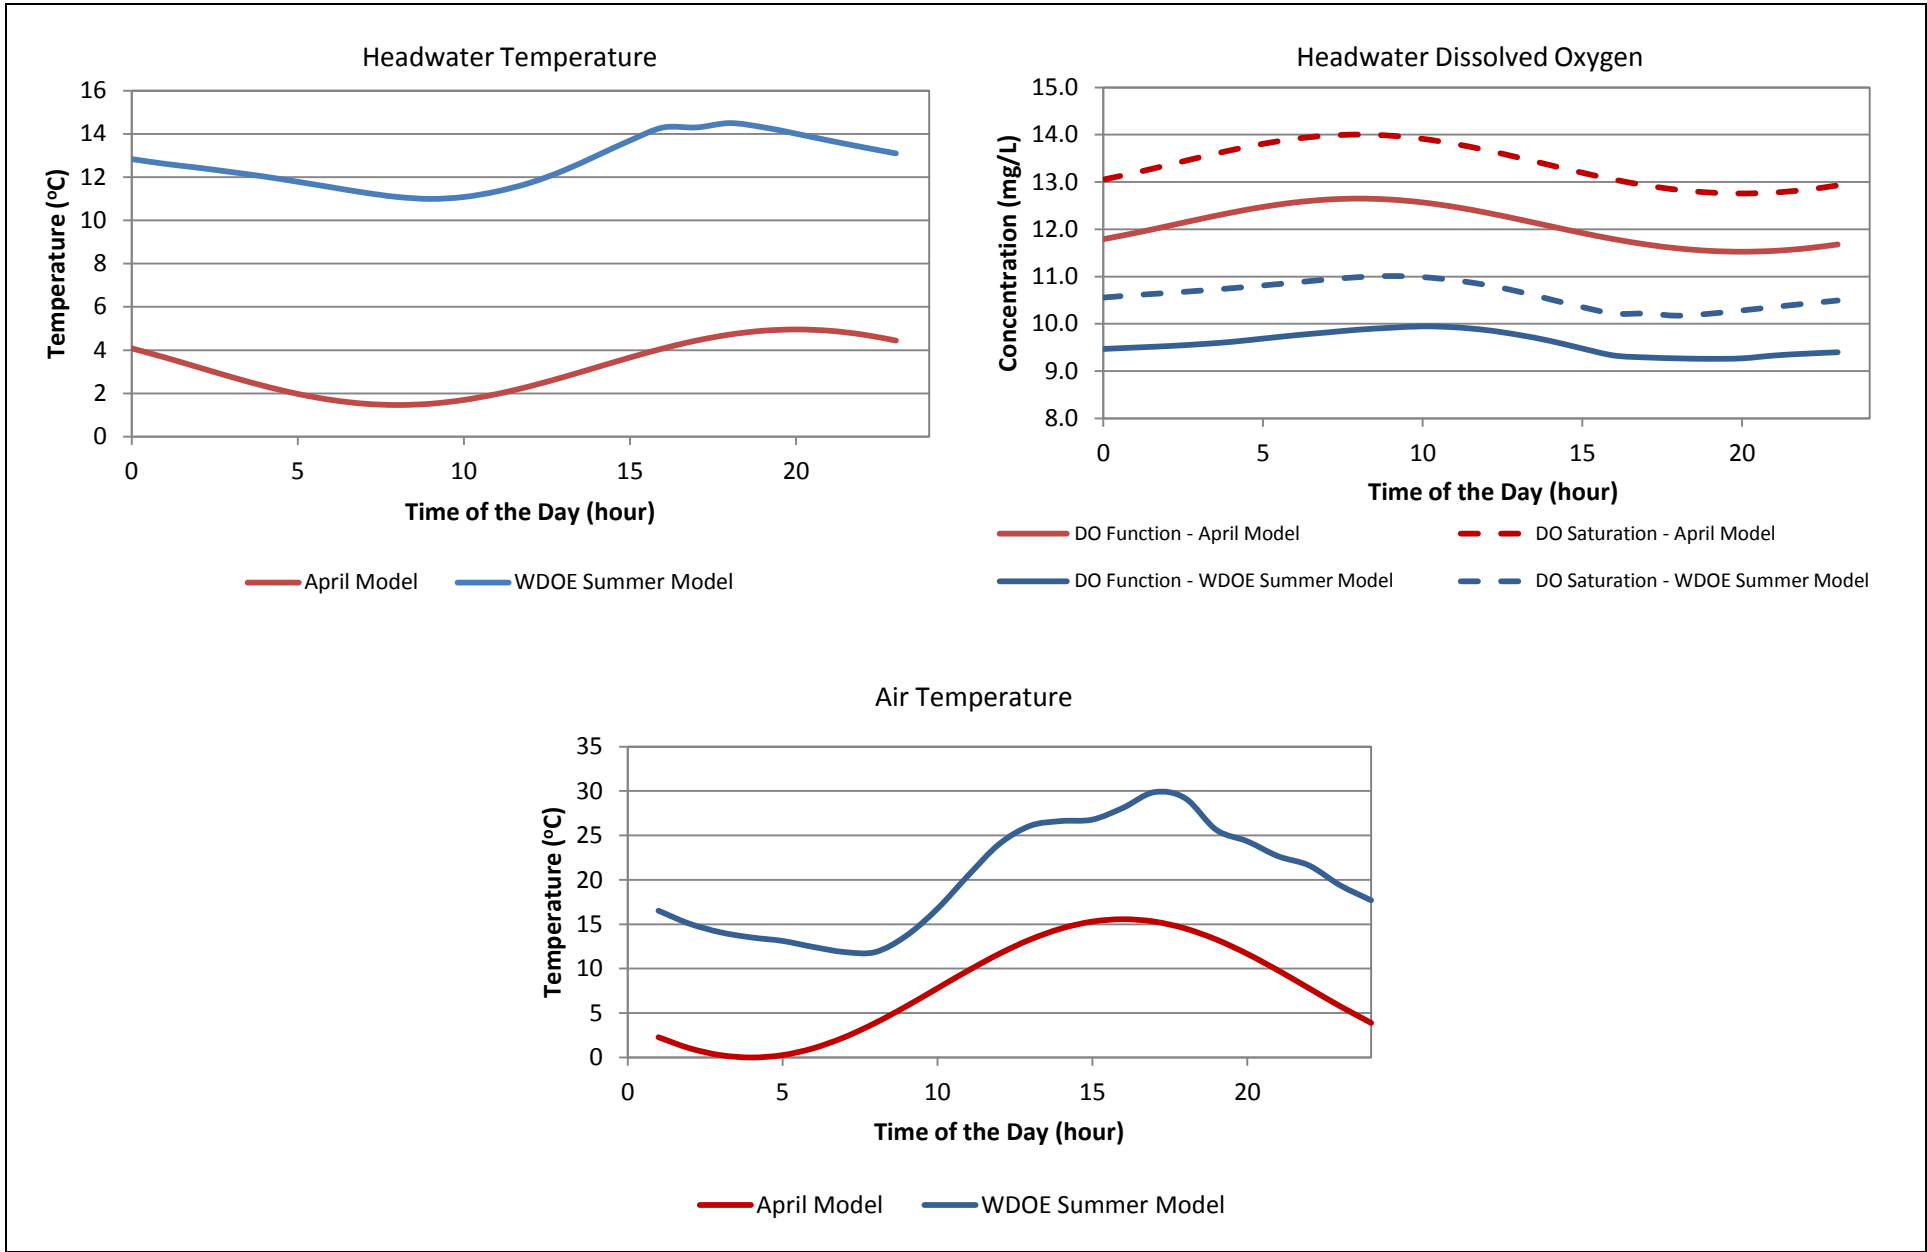 Headwater Temperature
16
14
12
10
8
6
4
2
0
Temperature (ºC)
0 5 10 15 20
Time of the Day (hour)
April Model WDOE Summer Model
Headwater Dissolved Oxygen
15.0
14.0
13.0
12.0
11.0
10.0
9.0
8.0
Concentration (mg/L)
0 5 10 15 20
Time of the Day (hour)
DO Function - April Model DO Saturation - April Model
DO Function - WDOE Summer Model DO Saturation - WDOE Summer Model
Air Temperature
35
30
25
20
15
10
5
0
Temperature (ºC)
0 5 10 15 20
Time of the Day (hour)
April Model WDOE Summer Model